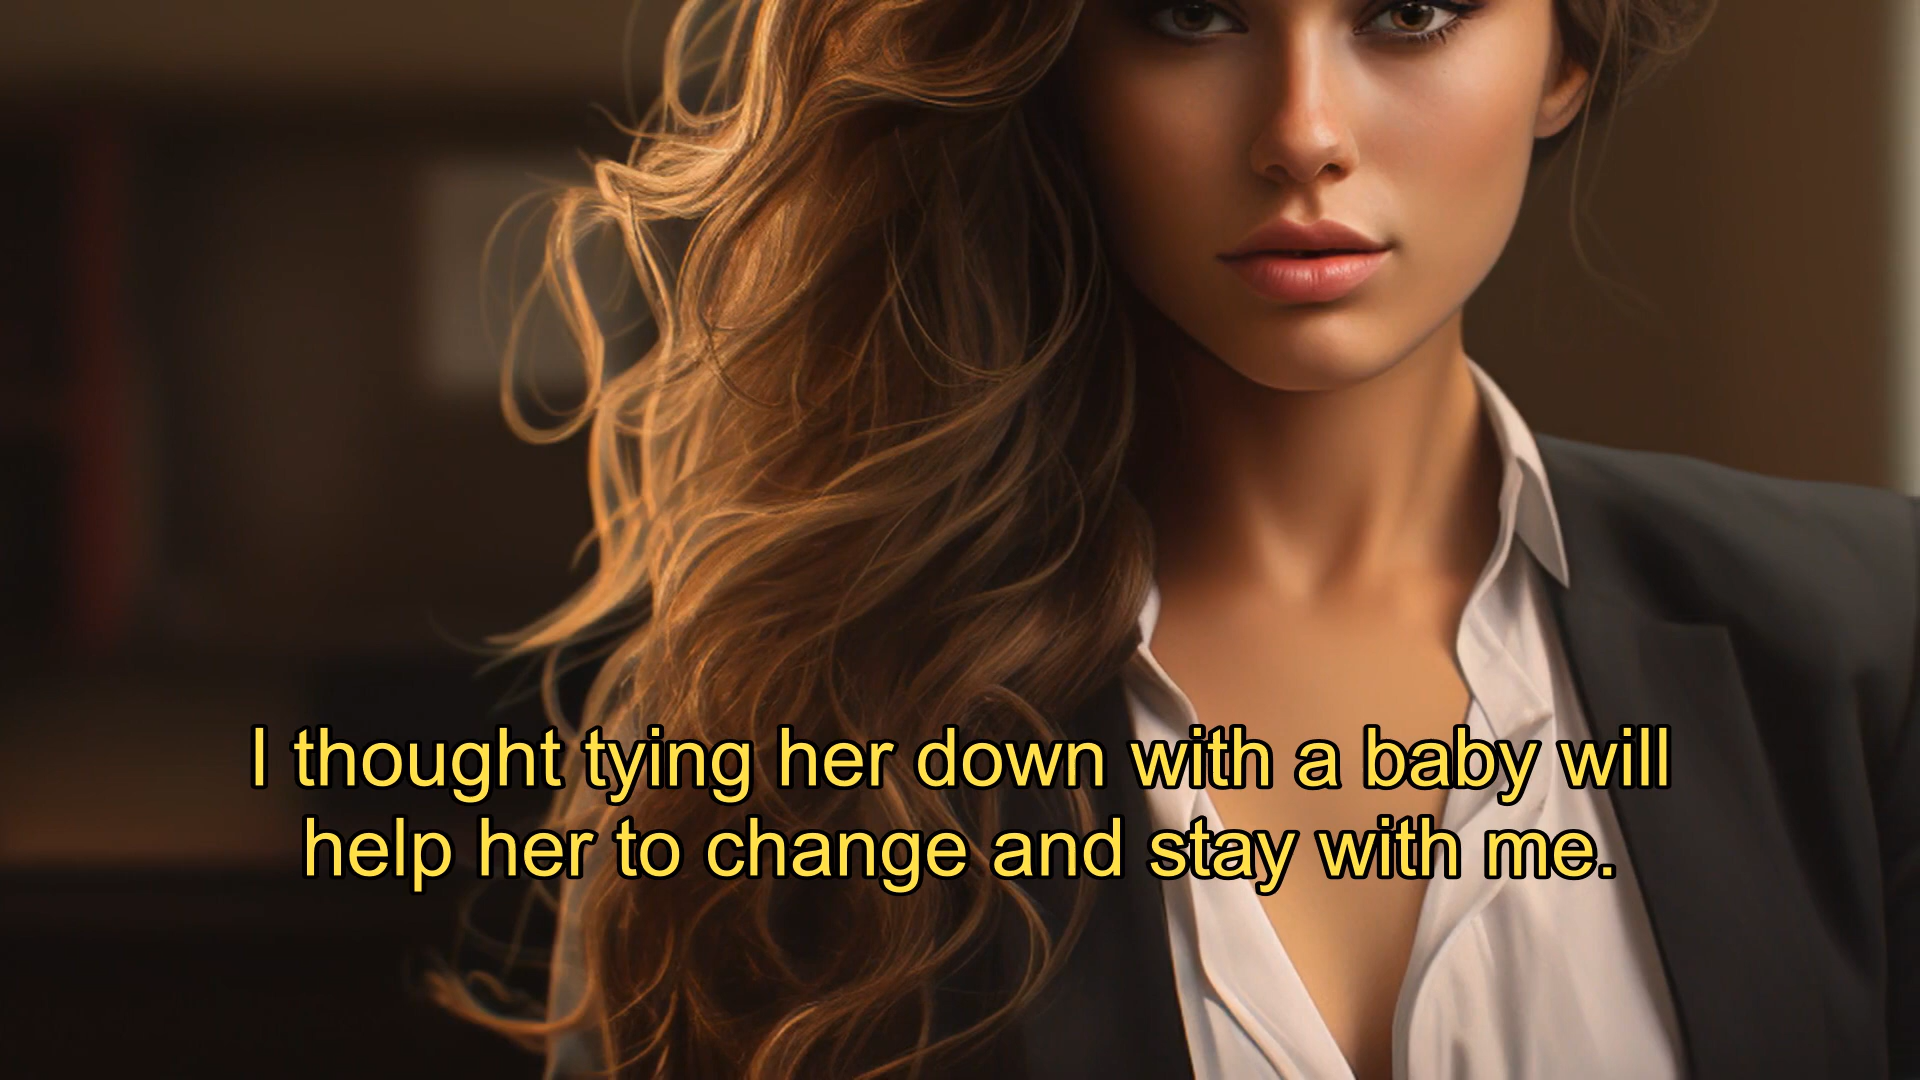 I thought tying her down with a baby will
help her to change and stay with me.